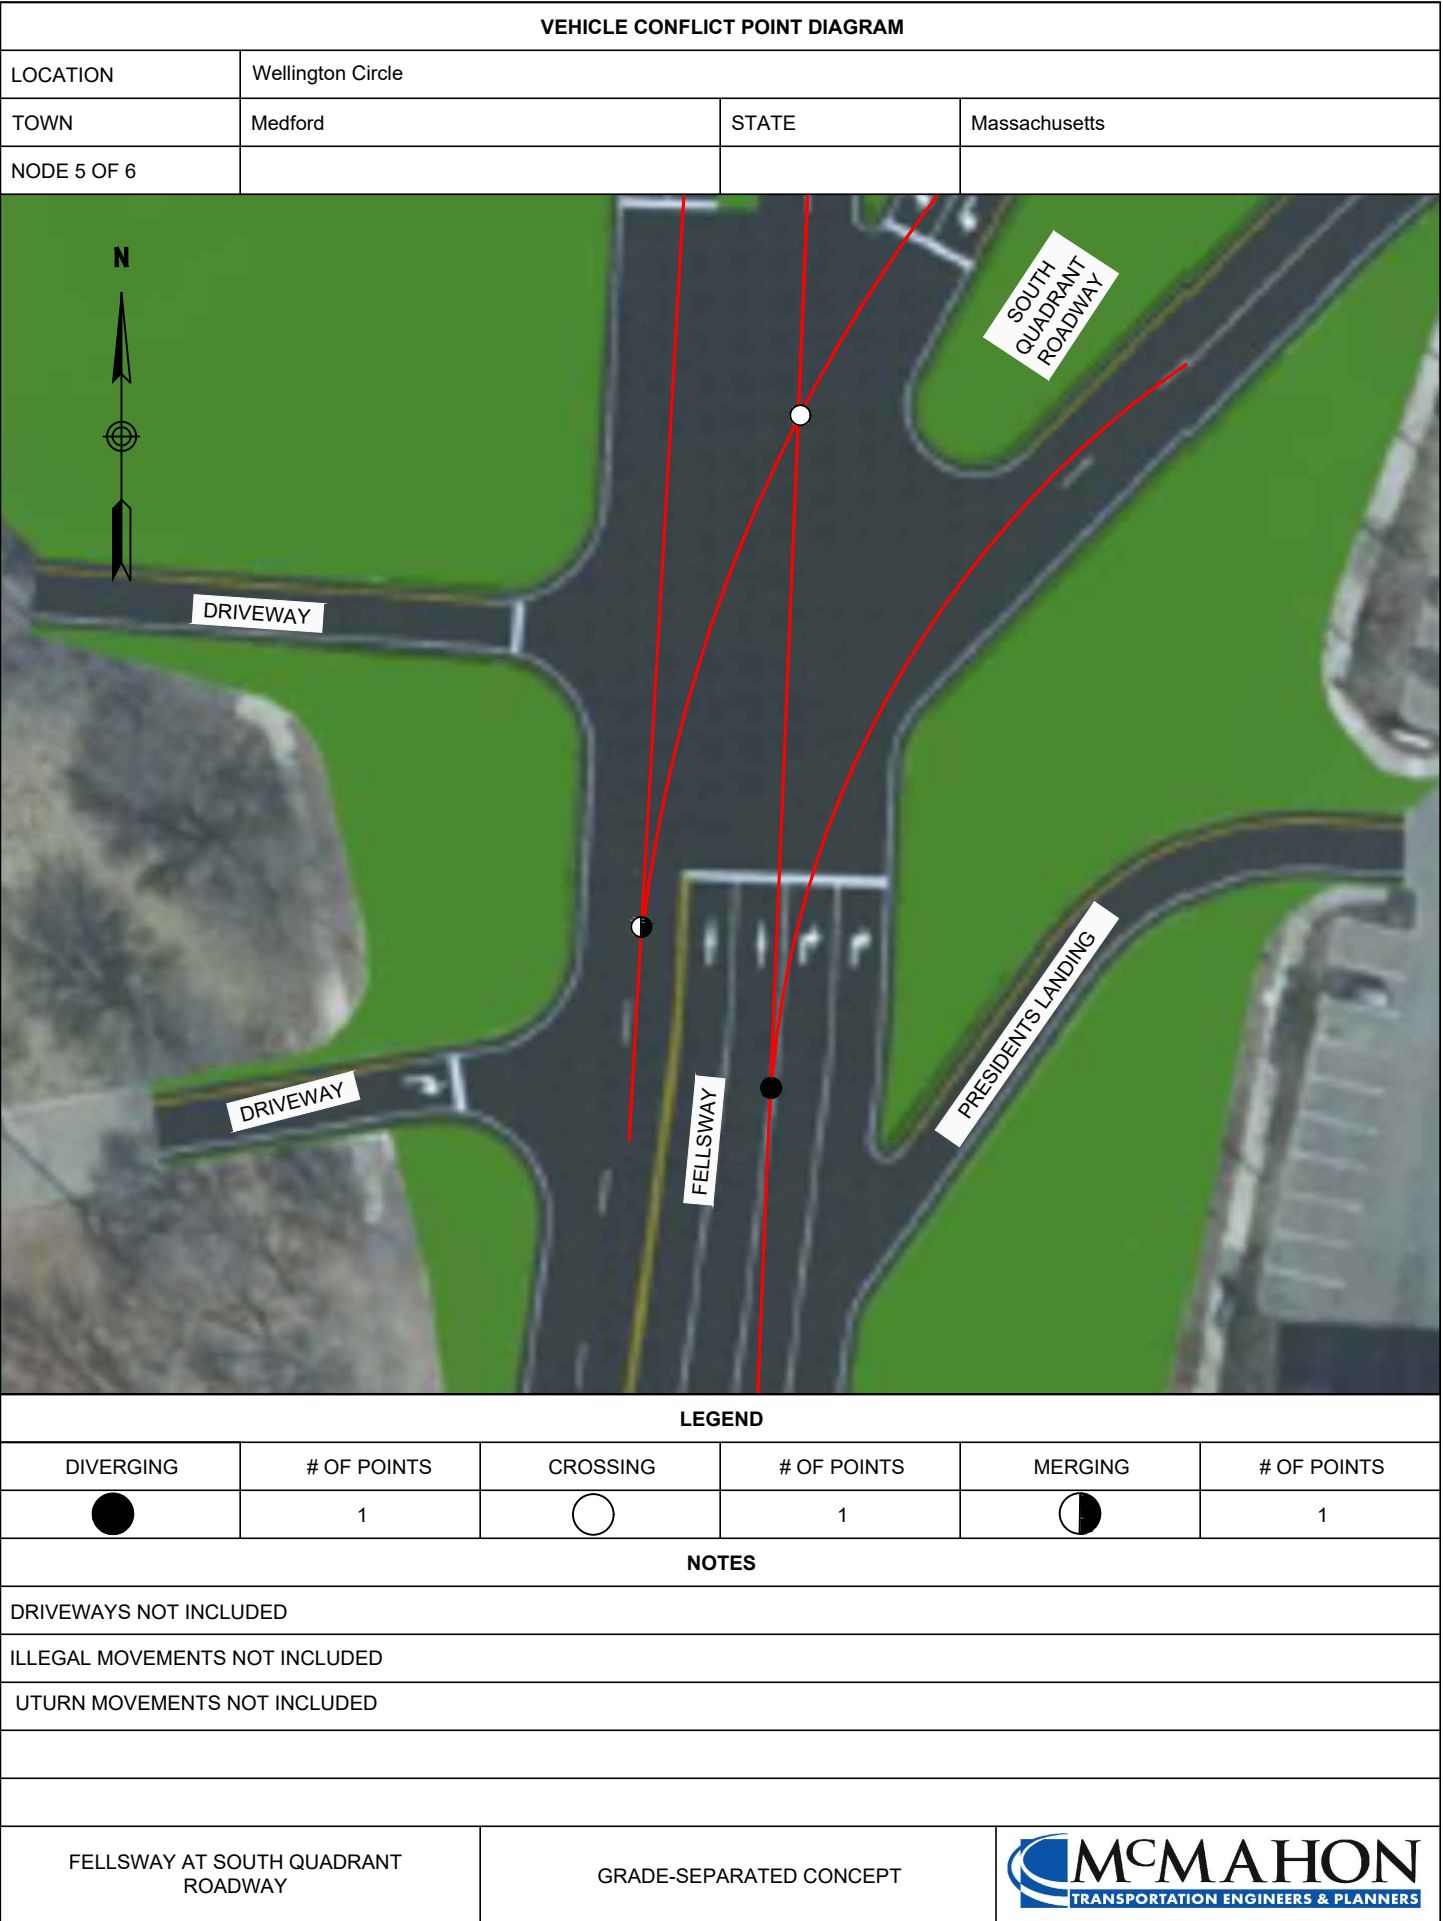 VEHICLE CONFLICT POINT DIAGRAM
LOCATION
Wellington Circle
TOWN
Medford
STATE
Massachusetts
NODE 5 OF 6
N
SOUTH
QUADRANT
ROADWAY
DRIVEWAY
DRIVEWAY
FELLSWAY
PRESIDENTS LANDING
LEGEND
DIVERGING
# OF POINTS
CROSSING
# OF POINTS
MERGING
# OF POINTS
1
1
1
NOTES
DRIVEWAYS NOT INCLUDED
ILLEGAL MOVEMENTS NOT INCLUDED
UTURN MOVEMENTS NOT INCLUDED
FELLSWAY AT SOUTH QUADRANT
ROADWAY
GRADE-SEPARATED CONCEPT
MCMAHON
TRANSPORTATION ENGINEERS & PLANNERS